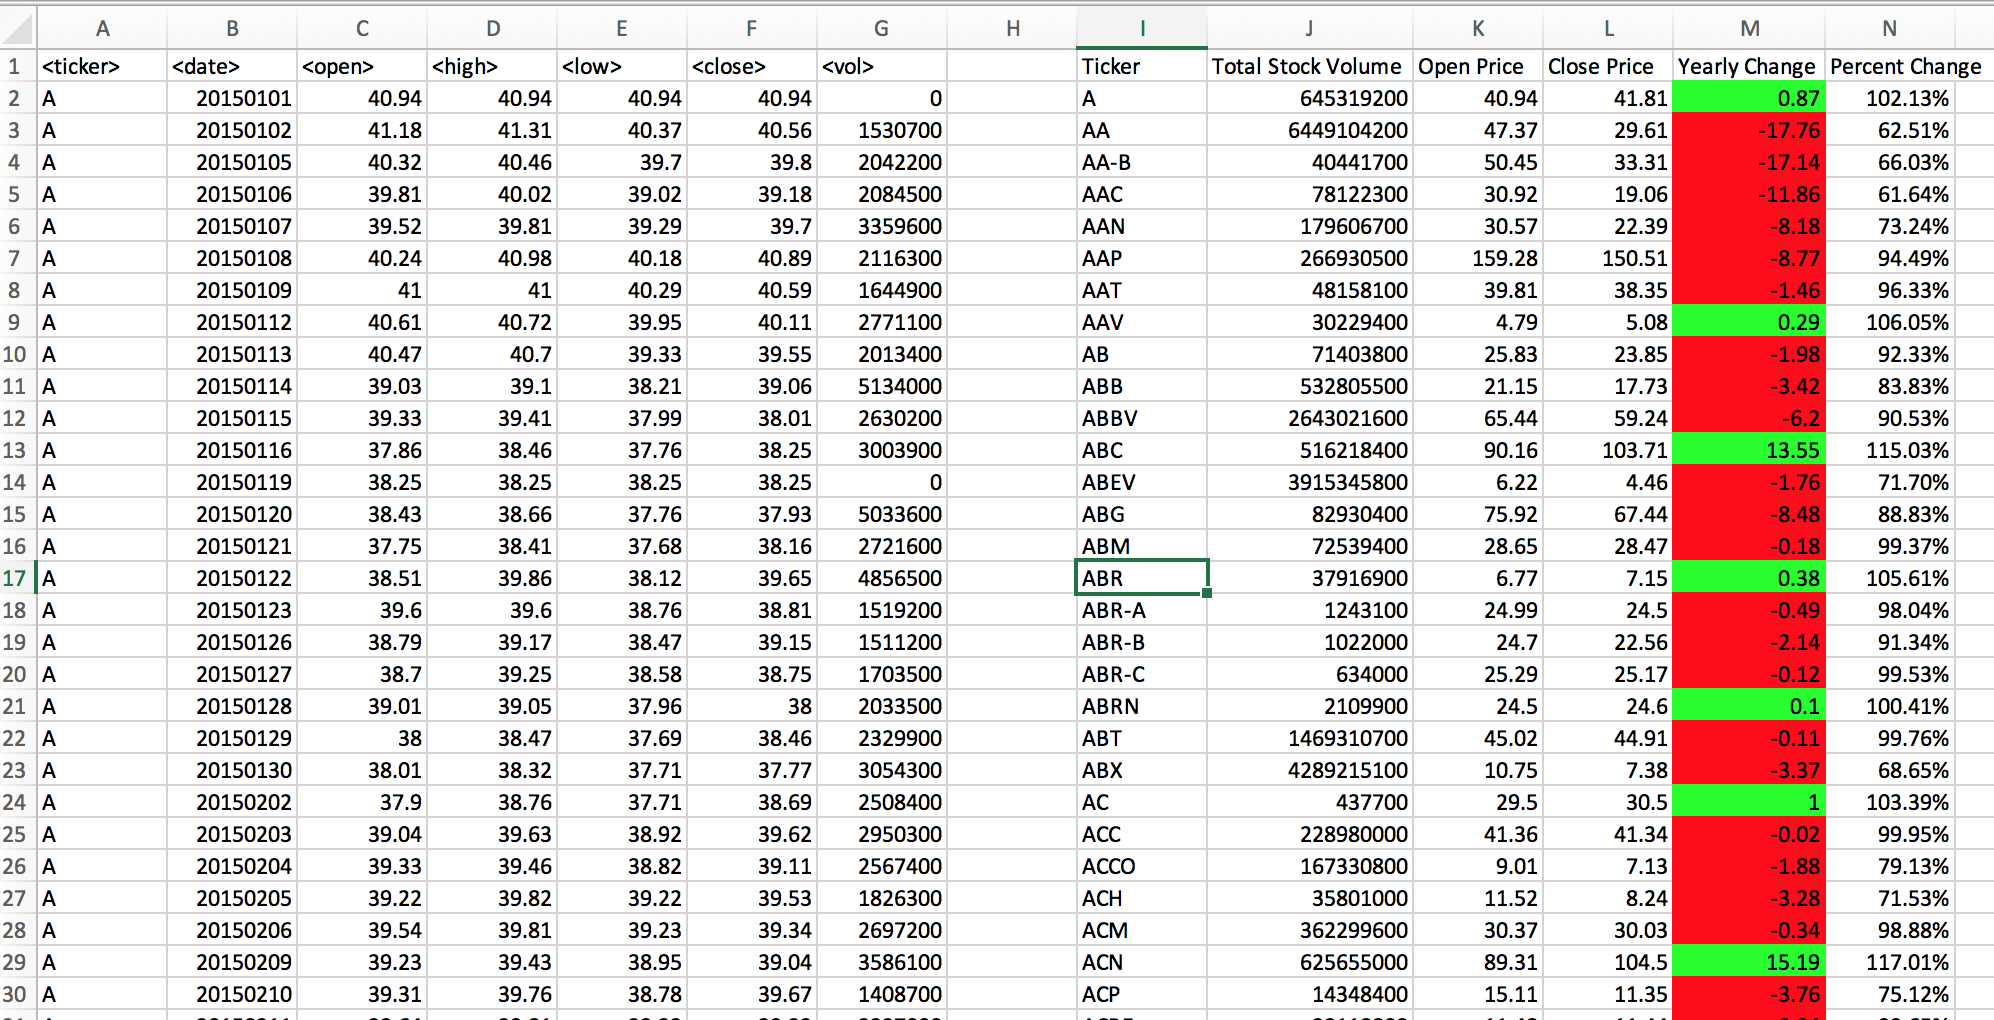 A B C D E F G H I J K L M N
1 <ticker> <date> <open> <high> <low> <close> <vol> Ticker Total Stock Volume Open Price Close Price Yearly Change Percent Change
2 A 20150101 40.94 40.94 40.94 40.94 0 A 645319200 40.94 41.81 0.87 102.13%
3 A 20150102 41.18 41.31 40.37 40.56 1530700 AA 6449104200 47.37 29.61 -17.76 62.51%
4 A 20150105 40.32 40.46 39.7 39.8 2042200 AA-B 40441700 50.45 33.31 -17.14 66.03%
5 A 20150106 39.81 40.02 39.02 39.18 2084500 AAC 78122300 30.92 19.06 -11.86 61.64%
6 A 20150107 39.52 39.81 39.29 39.7 3359600 AAN 179606700 30.57 22.39 -8.18 73.24%
7 A 20150108 40.24 40.98 40.18 40.89 2116300 AAP 266930500 159.28 150.51 -8.77 94.49%
8 A 20150109 41 41 40.29 40.59 1644900 AAT 48158100 39.81 38.35 -1.46 96.33%
9 A 20150112 40.61 40.72 39.95 40.11 2771100 AAV 30229400 4.79 5.08 0.29 106.05%
10 A 20150113 40.47 40.7 39.33 39.55 2013400 AB 71403800 25.83 23.85 -1.98 92.33%
11 A 20150114 39.03 39.1 38.21 39.06 5134000 ABB 532805500 21.15 17.73 -3.42 83.83%
12 A 20150115 39.33 39.41 37.99 38.01 2630200 ABBV 2643021600 65.44 59.24 -6.2 90.53%
13 A 20150116 37.86 38.46 37.76 38.25 3003900 ABC 516218400 90.16 103.71 13.55 115.03%
14 A 20150119 38.25 38.25 38.25 38.25 0 ABEV 3915345800 6.22 4.46 -1.76 71.70%
15 A 20150120 38.43 38.66 37.76 37.93 5033600 ABG 82930400 75.92 67.44 -8.48 88.83%
16 A 20150121 37.75 38.41 37.68 38.16 2721600 ABM 72539400 28.65 28.47 -0.18 99.37%
17 A 20150122 38.51 39.86 38.12 39.65 4856500 ABR 37916900 6.77 7.15 0.38 105.61%
18 A 20150123 39.6 39.6 38.76 38.81 1519200 ABR-A 1243100 24.99 24.5 -0.49 98.04%
19 A 20150126 38.79 39.17 38.47 39.15 1511200 ABR-B 1022000 24.7 22.56 -2.14 91.34%
20 A 20150127 38.7 39.25 38.58 38.75 1703500 ABR-C 634000 25.29 25.17 -0.12 99.53%
21 A 20150128 39.01 39.05 37.96 38 2033500 ABRN 2109900 24.5 24.6 0.1 100.41%
22 A 20150129 38 38.47 37.69 38.46 2329900 ABT 1469310700 45.02 44.91 -0.11 99.76%
23 A 20150130 38.01 38.32 37.71 37.77 3054300 ABX 4289215100 10.75 7.38 -3.37 68.65%
24 A 20150202 37.9 38.76 37.71 38.69 2508400 AC 437700 29.5 30.5 1 103.39%
25 A 20150203 39.04 39.63 38.92 39.62 2950300 ACC 228980000 41.36 41.34 -0.02 99.95%
26 A 20150204 39.33 39.46 38.82 39.11 2567400 ACCO 167330800 9.01 7.13 -1.88 79.13%
27 A 20150205 39.22 39.82 39.22 39.53 1826300 ACH 35801000 11.52 8.24 -3.28 71.53%
28 A 20150206 39.54 39.81 39.23 39.34 2697200 ACM 362299600 30.37 30.03 -0.34 98.88%
29 A 20150209 39.23 39.43 38.95 39.04 3586100 ACN 625655000 89.31 104.5 15.19 117.01%
30 A 20150210 39.31 39.76 38.78 39.67 1408700 ACP 14348400 15.11 11.35 -3.76 75.12%